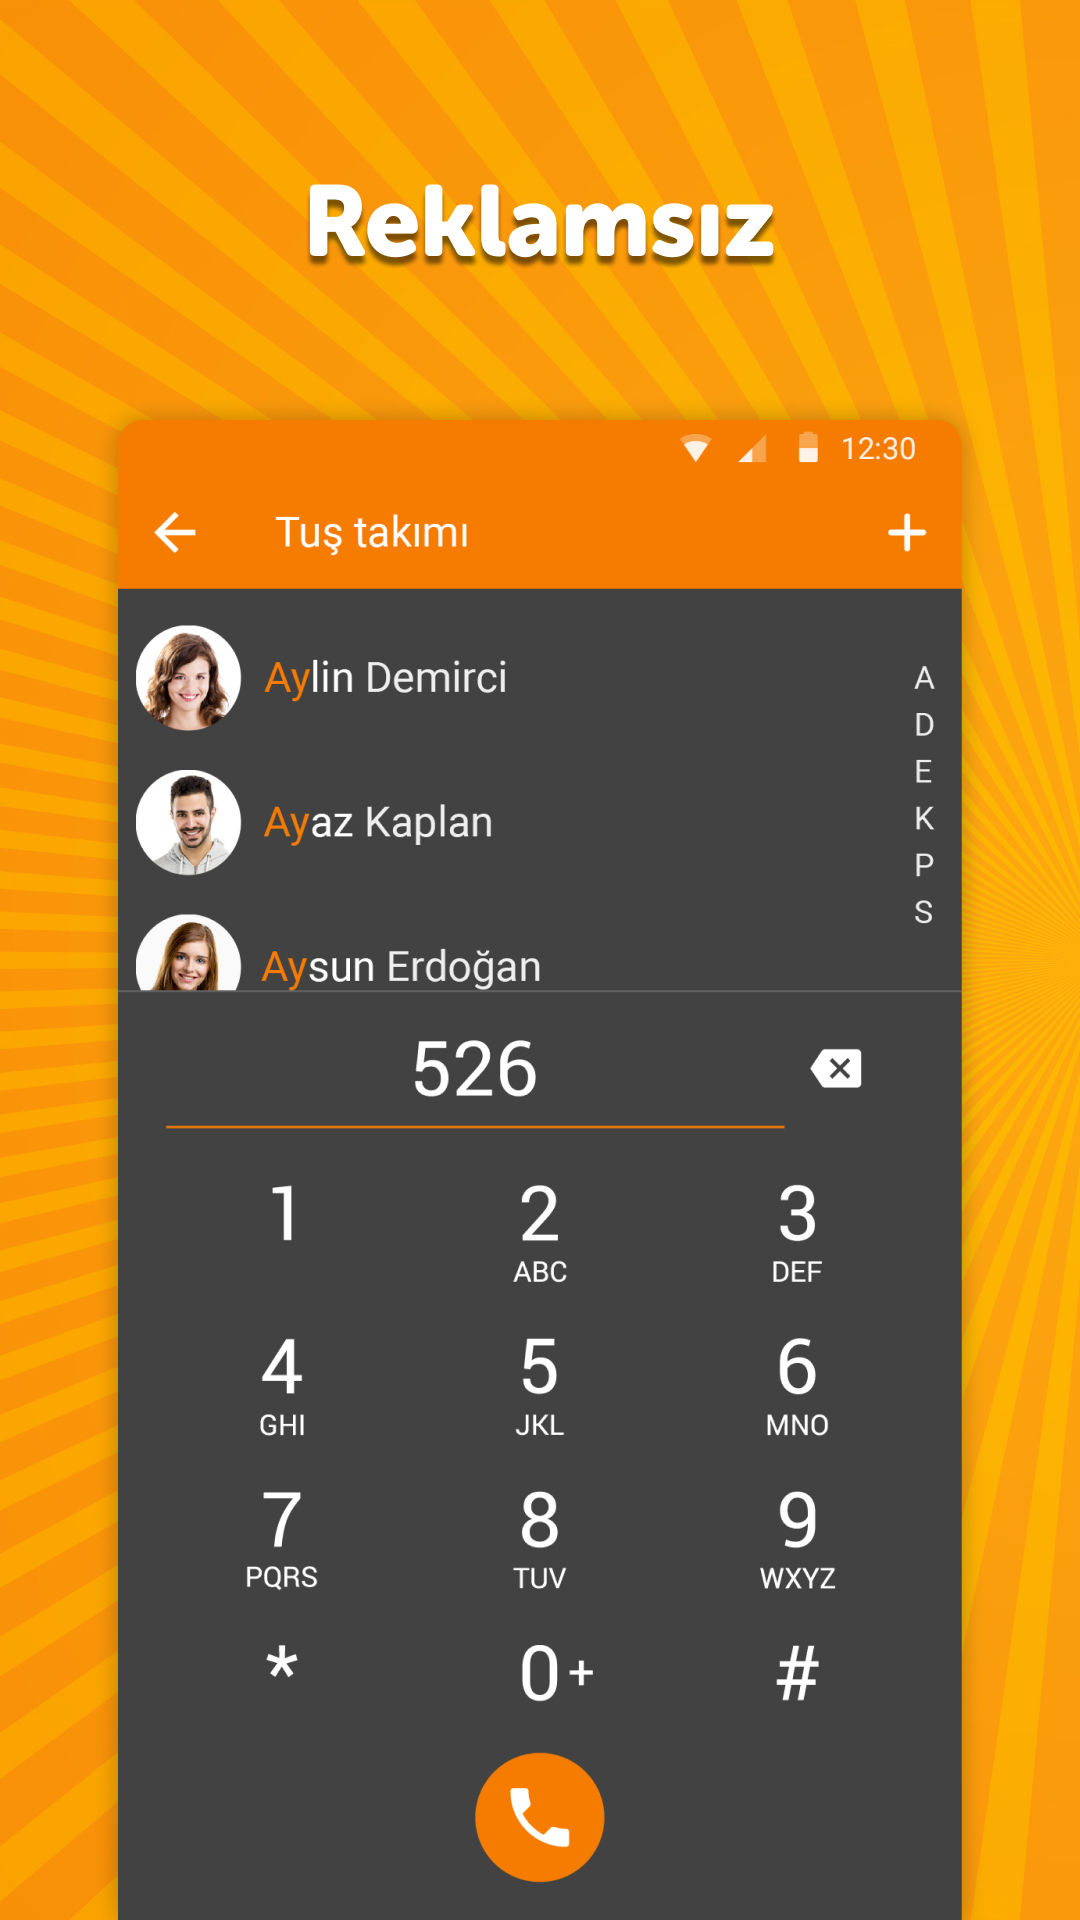 Reklamsız
12:30
Tuş takımı
Aylin Demirci
Ayaz Kaplan
Aysun Erdoğan
A
D
E
K
P
S
526
1 2 3
ABC DEF
4 5 6
GHI JKL MNO
7 8 9
PQRS TUV WXYZ
* 0+ #